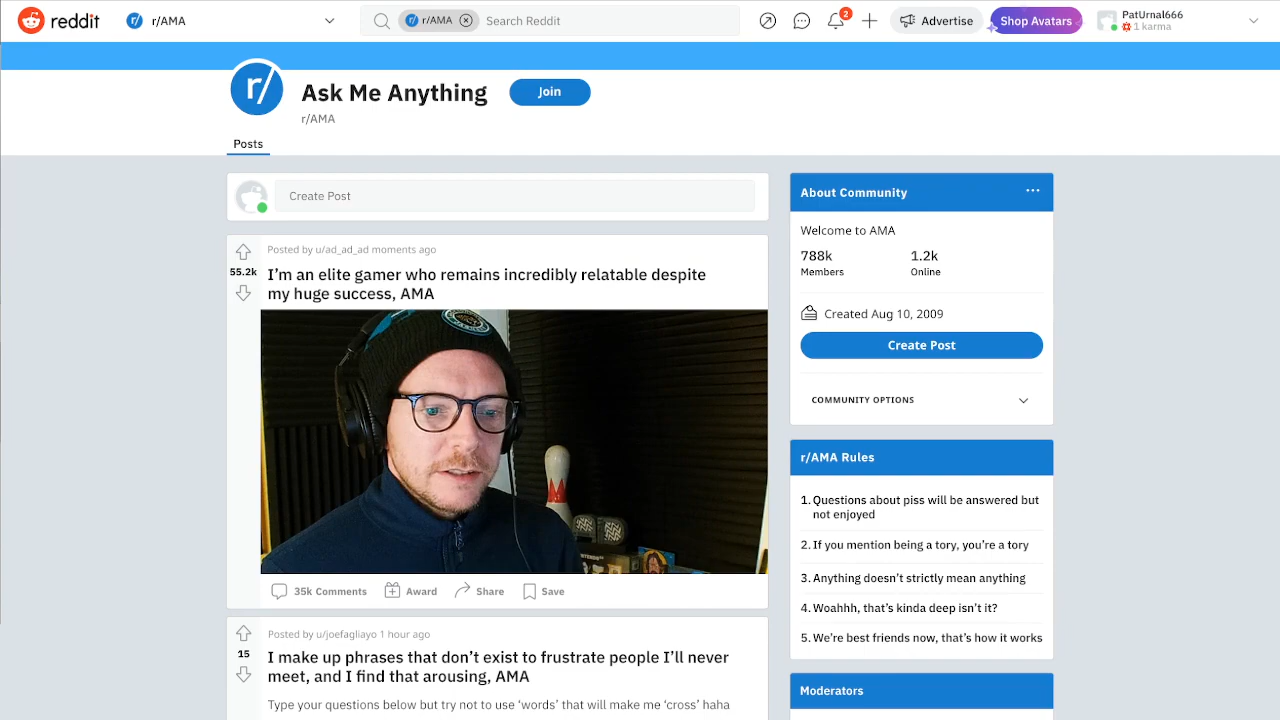 reddit
r/AMA
r/AMA
Search Reddit
2
Advertise
Shop Avatars
PatUrnal666
1 karma
r/
Ask Me Anything
Join
r/AMA
Posts
Create Post
Posted by u/ad_ad_ad moments ago
55.2k
I'm an elite gamer who remains incredibly relatable despite
my huge success, AMA
35k Comments
Award
Share
Save
Posted by u/joefagliayo 1 hour ago
15
I make up phrases that don't exist to frustrate people I'll never
meet, and I find that arousing, AMA
Type your questions below but try not to use 'words' that will make me 'cross' haha
About Community
Welcome to AMA
788k
1.2k
Members
Online
Created Aug 10, 2009
Create Post
COMMUNITY OPTIONS
r/AMA Rules
1. Questions about piss will be answered but
not enjoyed
2. If you mention being a tory, you're a tory
3. Anything doesn't strictly mean anything
4. Woahhh, that's kinda deep isn't it?
5. We're best friends now, that's how it works
Moderators